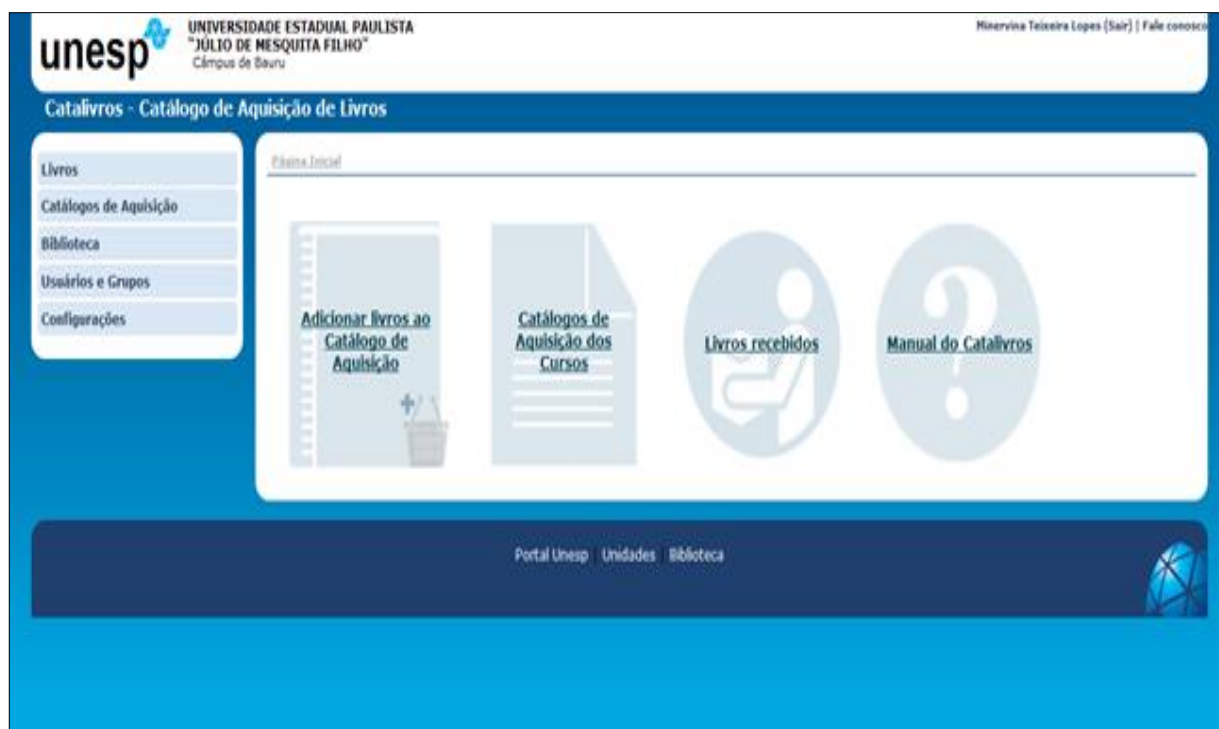 unesp
UNIVERSIDADE ESTADUAL PAULISTA
"JÚLIO DE MESQUITA FILHO"
Câmpus de Bauru
Minervina Teixeira Lopes (Sair) | Fale conosco
Catalivros - Catálogo de Aquisição de Livros
Livros
Catálogos de Aquisição
Biblioteca
Usuários e Grupos
Configurações
Página Inicial
Adicionar livros ao
Catálogo de
Aquisição
Catálogos de
Aquisição dos
Cursos
Livros recebidos
Manual do Catalivros
?
Portal Unesp | Unidades | Biblioteca